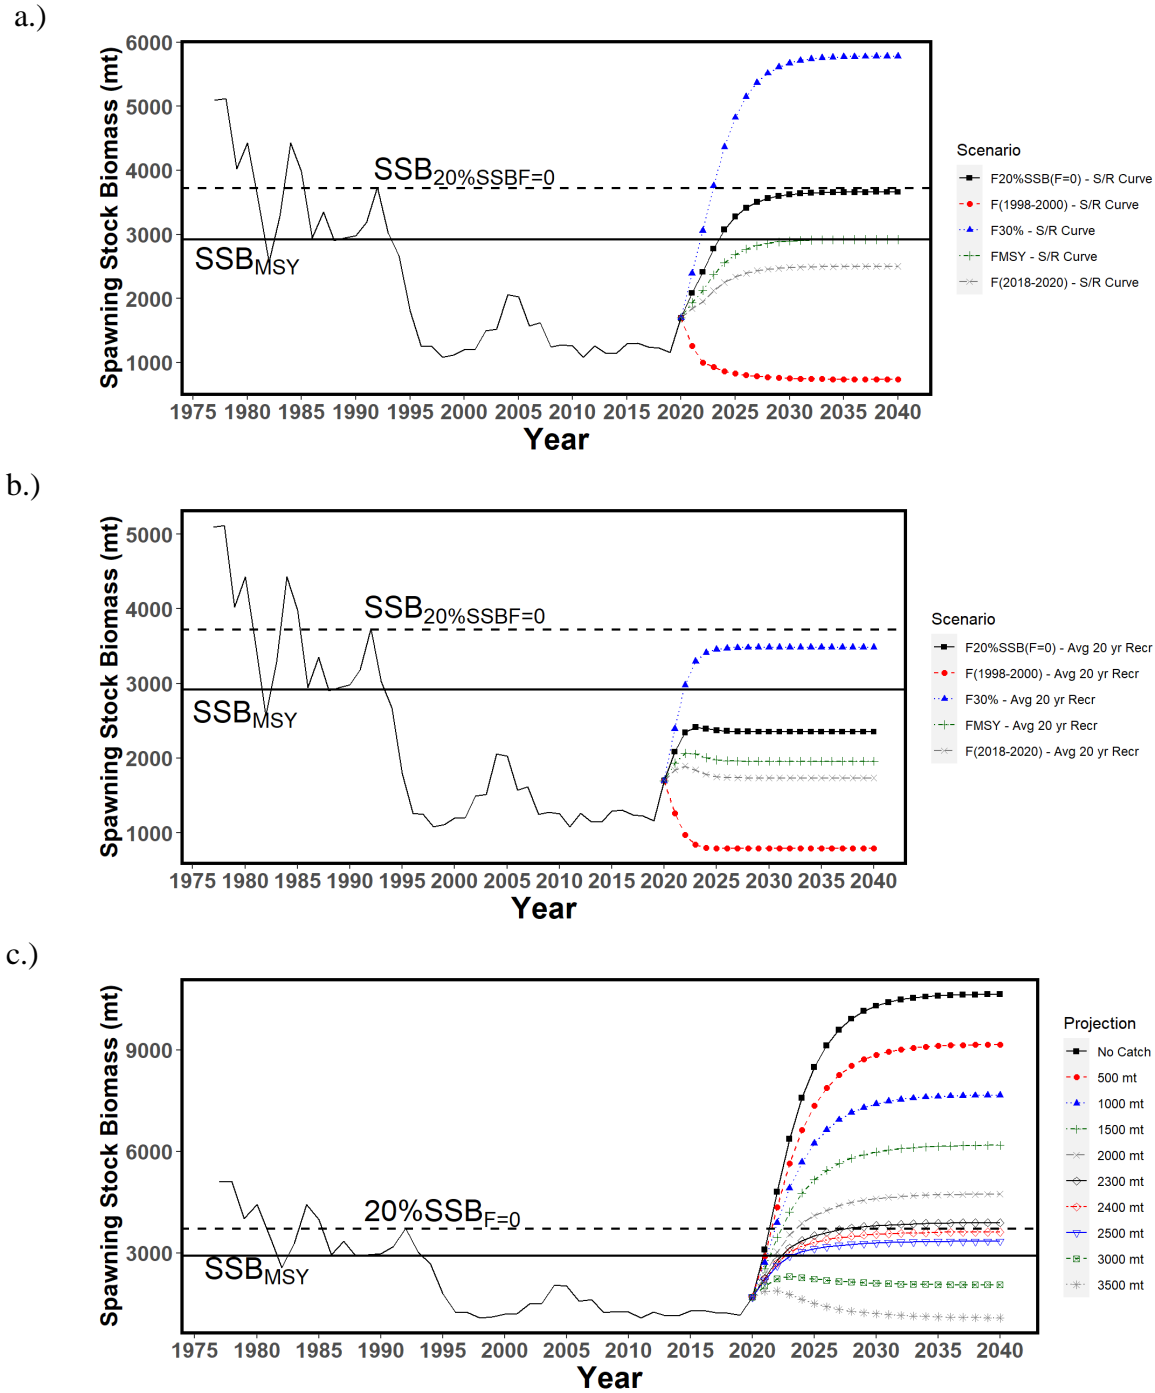 a.)
Spawning Stock Biomass (mt)
6000
5000
4000
3000
2000
1000
SSB20%SSBF=0
SSBMSY
1975 1980 1985 1990 1995 2000 2005 2010 2015 2020 2025 2030 2035 2040
Year
Scenario
F20%SSB(F=0) - S/R Curve
F(1998-2000) - S/R Curve
F30% - S/R Curve
FMSY - S/R Curve
F(2018-2020) - S/R Curve
b.)
Spawning Stock Biomass (mt)
5000
4000
3000
2000
1000
SSB20%SSBF=0
SSBMSY
1975 1980 1985 1990 1995 2000 2005 2010 2015 2020 2025 2030 2035 2040
Year
Scenario
F20%SSB(F=0) - Avg 20 yr Recr
F(1998-2000) - Avg 20 yr Recr
F30% - Avg 20 yr Recr
FMSY - Avg 20 yr Recr
F(2018-2020) - Avg 20 yr Recr
c.)
Spawning Stock Biomass (mt)
9000
6000
3000
20%SSBF=0
SSBMSY
1975 1980 1985 1990 1995 2000 2005 2010 2015 2020 2025 2030 2035 2040
Year
Projection
No Catch
500 mt
1000 mt
1500 mt
2000 mt
2300 mt
2400 mt
2500 mt
3000 mt
3500 mt